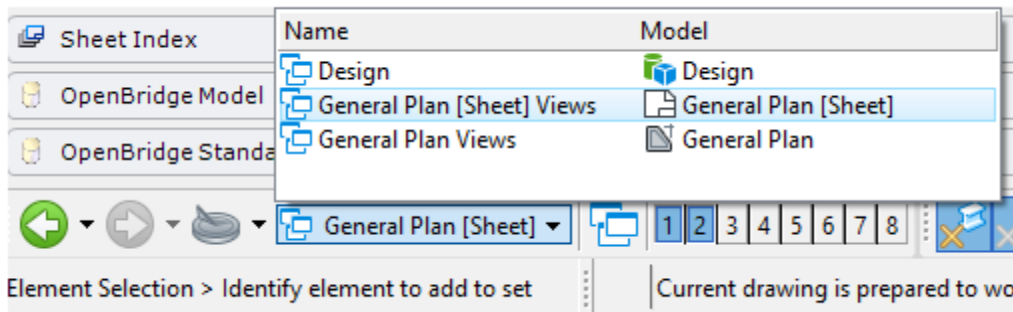 Name Model
Sheet Index
Design Design
OpenBridge Model
General Plan [Sheet] Views General Plan [Sheet]
OpenBridge Standa
General Plan Views General Plan
General Plan [Sheet] 1 2 3 4 5 6 7 8
Element Selection > Identify element to add to set Current drawing is prepared to wo